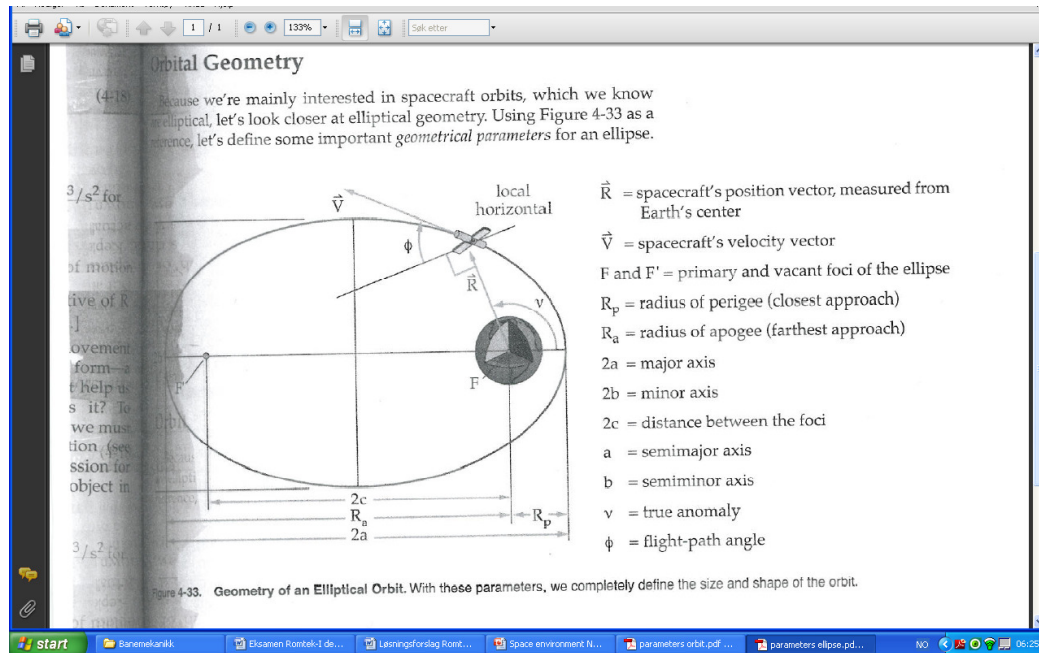 1 / 1
133%
Søk etter
Orbital Geometry
(4-18)
Because we're mainly interested in spacecraft orbits, which we know
elliptical, let's look closer at elliptical geometry. Using Figure 4-33 as a
let's define some important geometrical parameters for an ellipse.
3/s² for
of motion
tive of R
.]
ovement
form—a
t help us
s it? To
we must
tion (see
ssion for
object in
3/s² for
V
local
horizontal
ϕ
R
ν
F'
F
2c
Ra
Rp
2a
R = spacecraft's position vector, measured from
Earth's center
V = spacecraft's velocity vector
F and F' = primary and vacant foci of the ellipse
Rp = radius of perigee (closest approach)
Ra = radius of apogee (farthest approach)
2a = major axis
2b = minor axis
2c = distance between the foci
a = semimajor axis
b = semiminor axis
ν = true anomaly
ϕ = flight-path angle
Figure 4-33. Geometry of an Elliptical Orbit. With these parameters, we completely define the size and shape of the orbit.
start
Banemekanikk
Eksamen Romtek-I de...
Løsningsforslag Romt...
Space environment N...
parameters orbit.pdf ...
parameters ellipse.pd...
NO
06:25